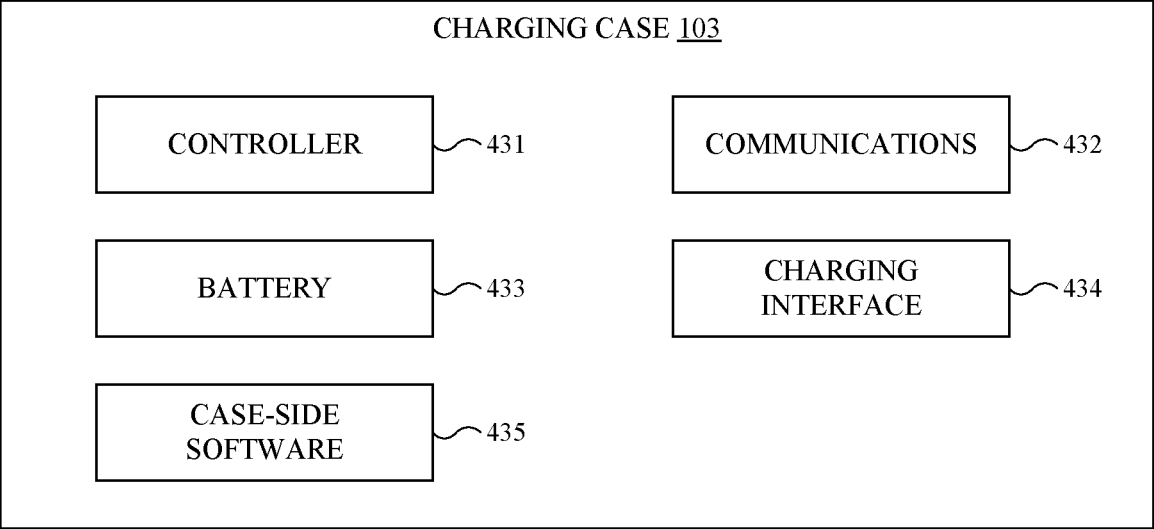 CHARGING CASE 103
CONTROLLER
431
COMMUNICATIONS
432
BATTERY
433
CHARGING
INTERFACE
434
CASE-SIDE
SOFTWARE
435